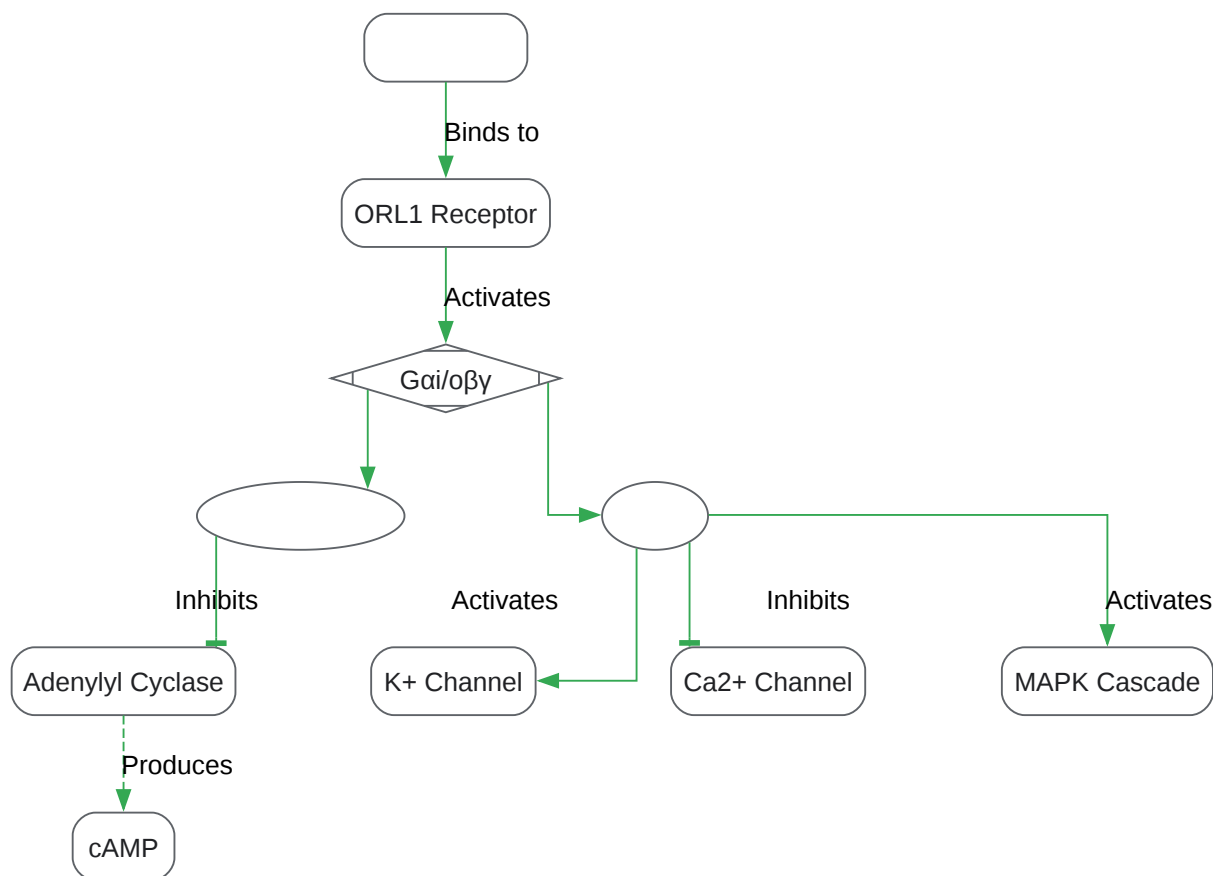 Binds to
ORL1 Receptor
Activates
Gαi/oβγ
Inhibits
Activates
Inhibits
Activates
Adenylyl Cyclase
K+ Channel
Ca2+ Channel
MAPK Cascade
Produces
cAMP